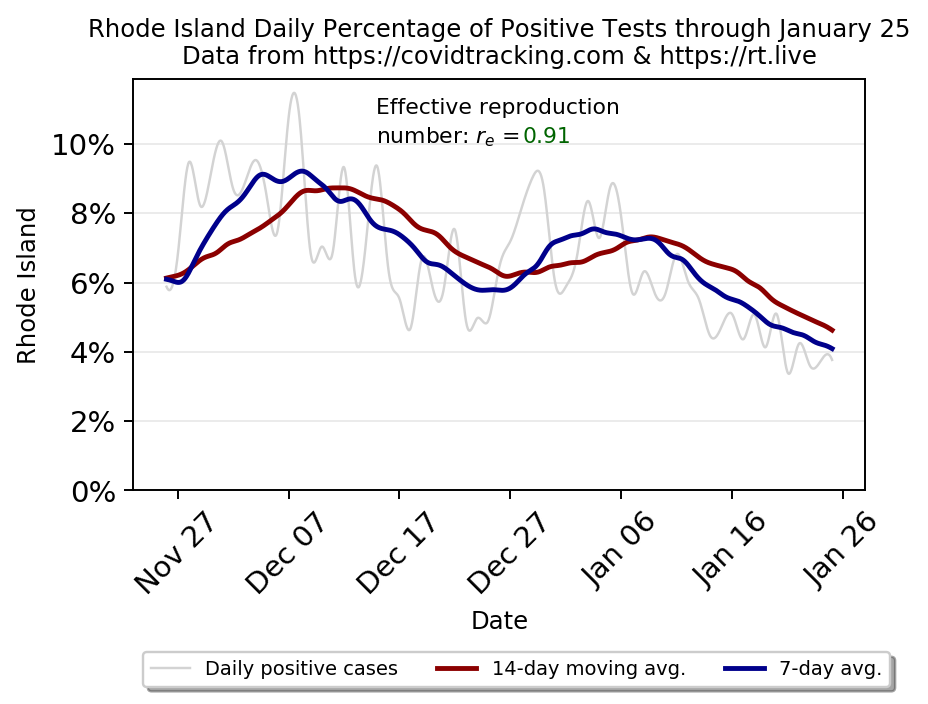 Rhode Island Daily Percentage of Positive Tests through January 25
Data from https://covidtracking.com & https://rt.live
Effective reproduction
number: rₑ =0.91
Rhode Island
10%
8%
6%
4%
2%
0%
Nov 27
Dec 07
Dec 17
Dec 27
Jan 06
Jan 16
Jan 26
Date
Daily positive cases
14-day moving avg.
7-day avg.